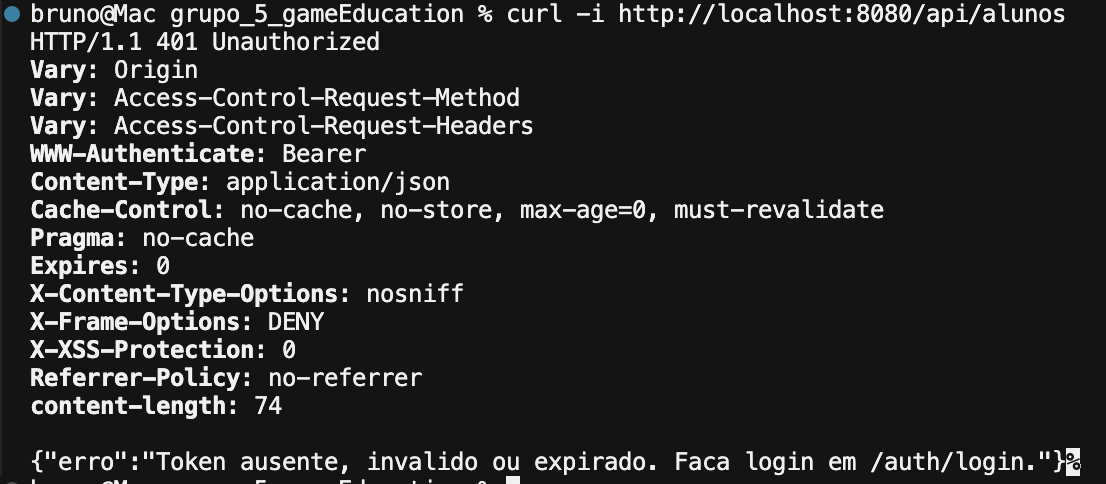 bruno@Mac grupo_5_gameEducation % curl -i http://localhost:8080/api/alunos
HTTP/1.1 401 Unauthorized
Vary: Origin
Vary: Access-Control-Request-Method
Vary: Access-Control-Request-Headers
WWW-Authenticate: Bearer
Content-Type: application/json
Cache-Control: no-cache, no-store, max-age=0, must-revalidate
Pragma: no-cache
Expires: 0
X-Content-Type-Options: nosniff
X-Frame-Options: DENY
X-XSS-Protection: 0
Referrer-Policy: no-referrer
content-length: 74
{"erro":"Token ausente, invalido ou expirado. Faca login em /auth/login."}%
bruno@Mac grupo_5_gameEducation %